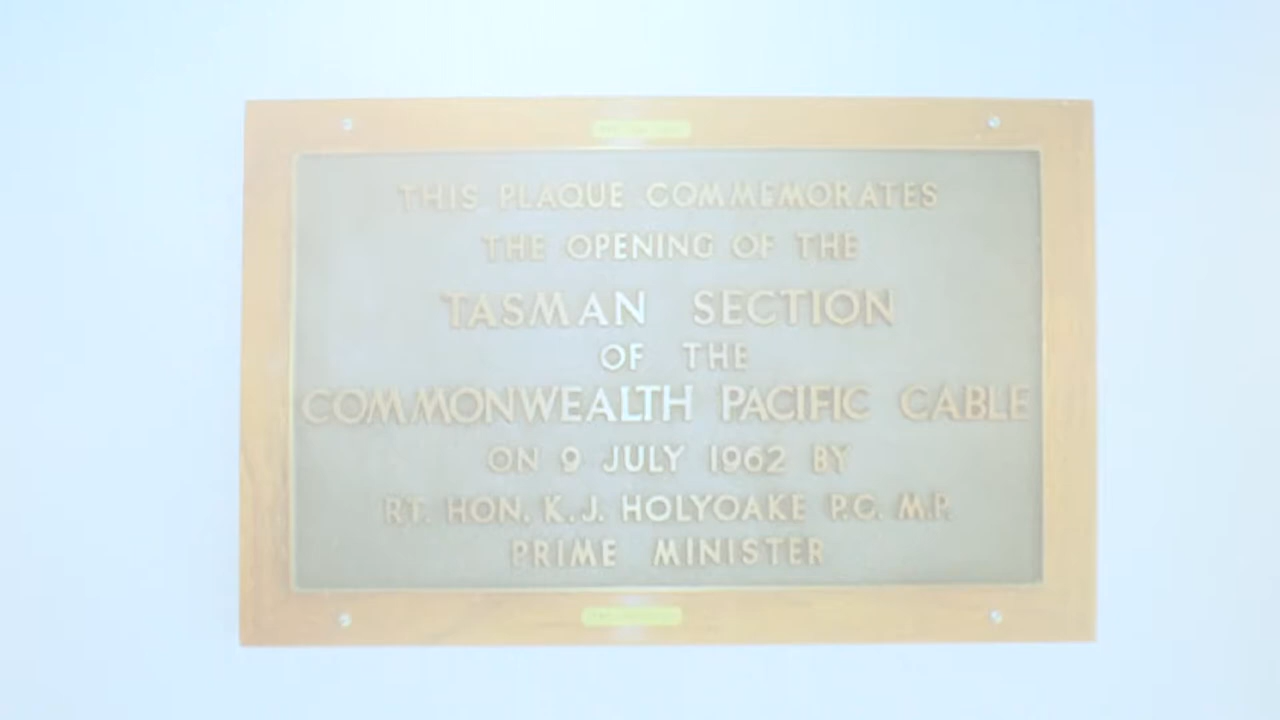 THIS PLAQUE COMMEMORATES
THE OPENING OF THE
TASMAN SECTION
OF THE
COMMONWEALTH PACIFIC CABLE
ON 9 JULY 1962 BY
RT. HON. K.J. HOLYOAKE P.C. M.P.
PRIME MINISTER